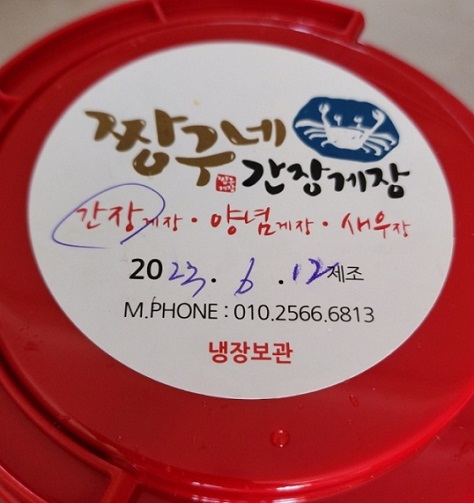 짱구네
간장게장
간장게장 · 양념게장 · 새우장
2023. 6 . 12 제조
M.PHONE : 010.2566.6813
냉장보관